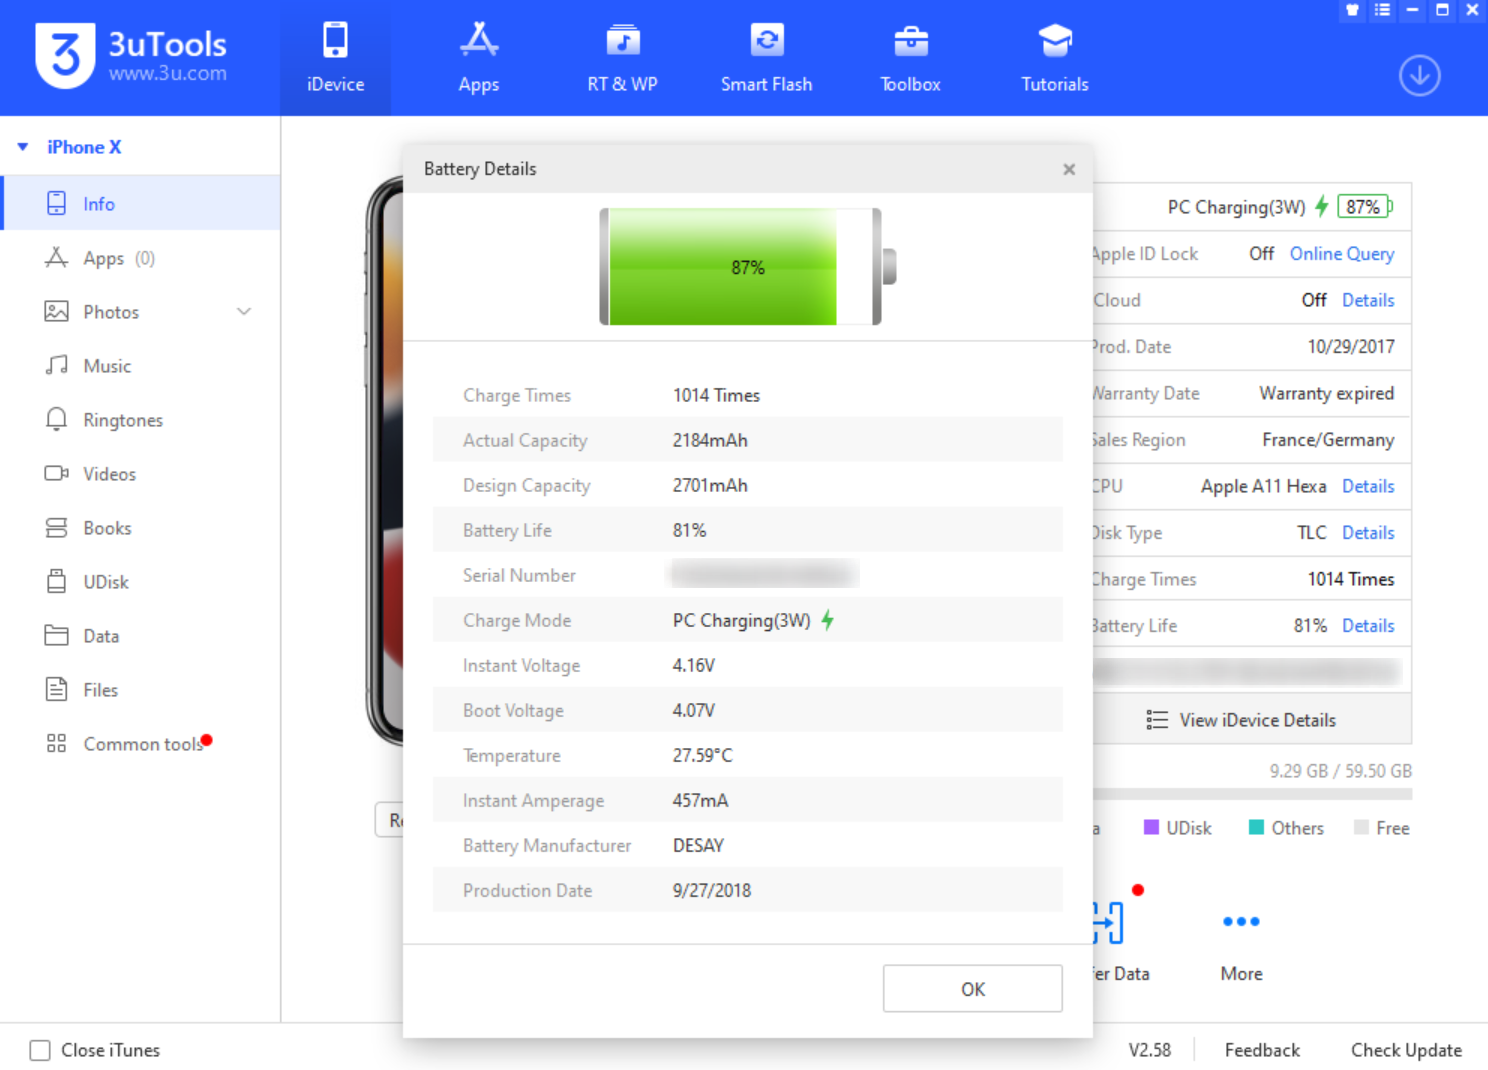 3uTools
www.3u.com
iDevice
Apps
RT & WP
Smart Flash
Toolbox
Tutorials
iPhone X
Info
Apps (0)
Photos
Music
Ringtones
Videos
Books
UDisk
Data
Files
Common tools
Battery Details
87%
Charge Times 1014 Times
Actual Capacity 2184mAh
Design Capacity 2701mAh
Battery Life 81%
Serial Number
Charge Mode PC Charging(3W)
Instant Voltage 4.16V
Boot Voltage 4.07V
Temperature 27.59°C
Instant Amperage 457mA
Battery Manufacturer DESAY
Production Date 9/27/2018
OK
PC Charging(3W) 87%
Apple ID Lock Off Online Query
Cloud Off Details
Prod. Date 10/29/2017
Warranty Date Warranty expired
Sales Region France/Germany
CPU Apple A11 Hexa Details
Disk Type TLC Details
Charge Times 1014 Times
Battery Life 81% Details
View iDevice Details
9.29 GB / 59.50 GB
a UDisk Others Free
fer Data
More
Close iTunes
V2.58 Feedback Check Update